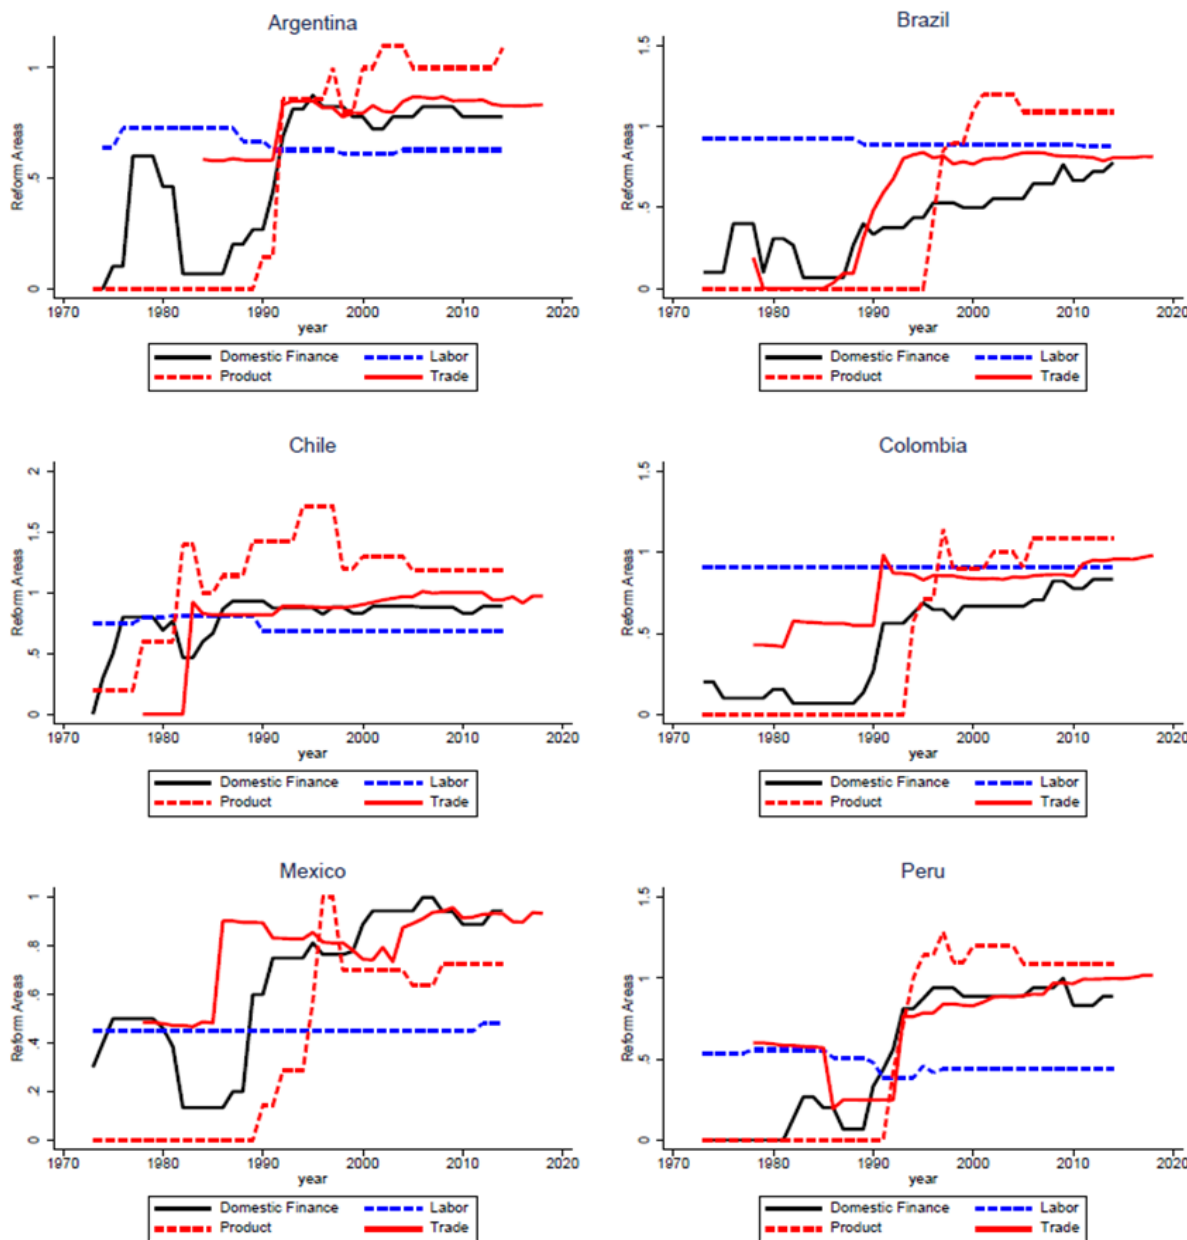 Argentina
Reform Areas
1
.5
0
1970 1980 1990 2000 2010 2020
year
Domestic Finance Labor
Product Trade
Brazil
Reform Areas
1.5
1
.5
0
1970 1980 1990 2000 2010 2020
year
Domestic Finance Labor
Product Trade
Chile
Reform Areas
2
1.5
1
.5
0
1970 1980 1990 2000 2010 2020
year
Domestic Finance Labor
Product Trade
Colombia
Reform Areas
1.5
1
.5
0
1970 1980 1990 2000 2010 2020
year
Domestic Finance Labor
Product Trade
Mexico
Reform Areas
1
.8
.6
.4
.2
0
1970 1980 1990 2000 2010 2020
year
Domestic Finance Labor
Product Trade
Peru
Reform Areas
1.5
1
.5
0
1970 1980 1990 2000 2010 2020
year
Domestic Finance Labor
Product Trade